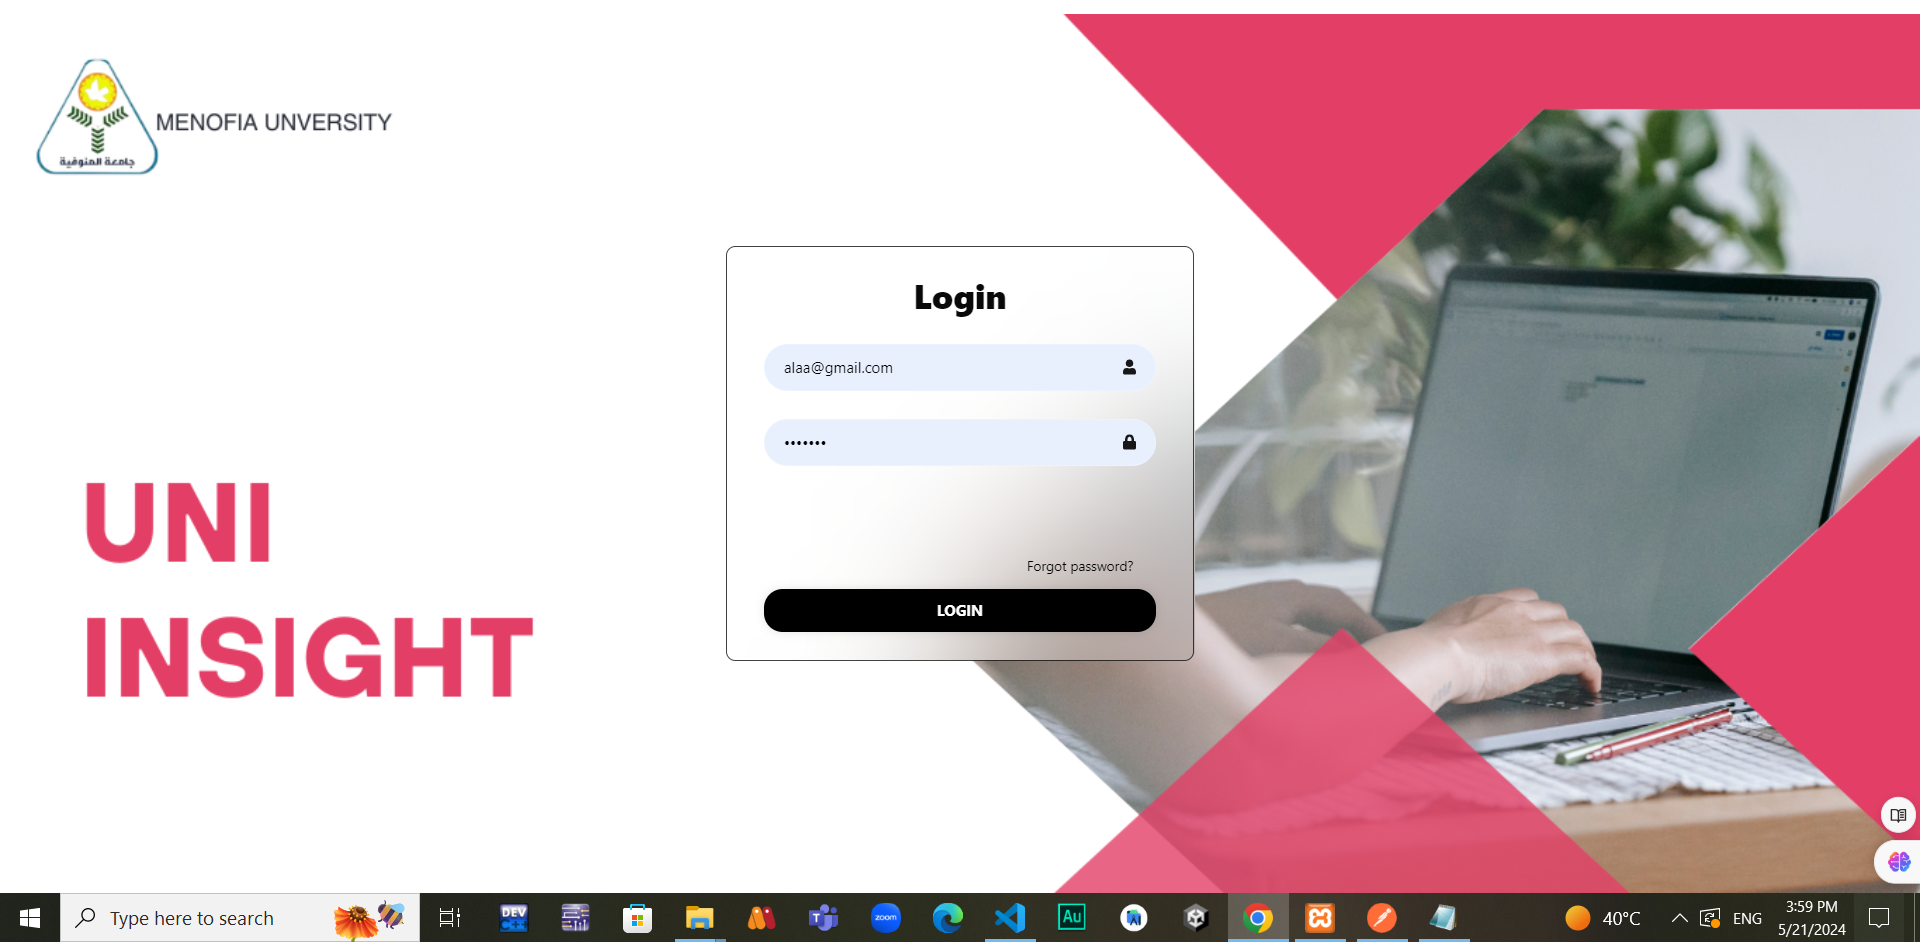 جامعة المنوفية
MENOFIA UNVERSITY
Login
alaa@gmail.com
•••••••
UNI
INSIGHT
Forgot password?
LOGIN
Type here to search
DEV
C++
zoom
Au
40°C
ENG
3:59 PM
5/21/2024